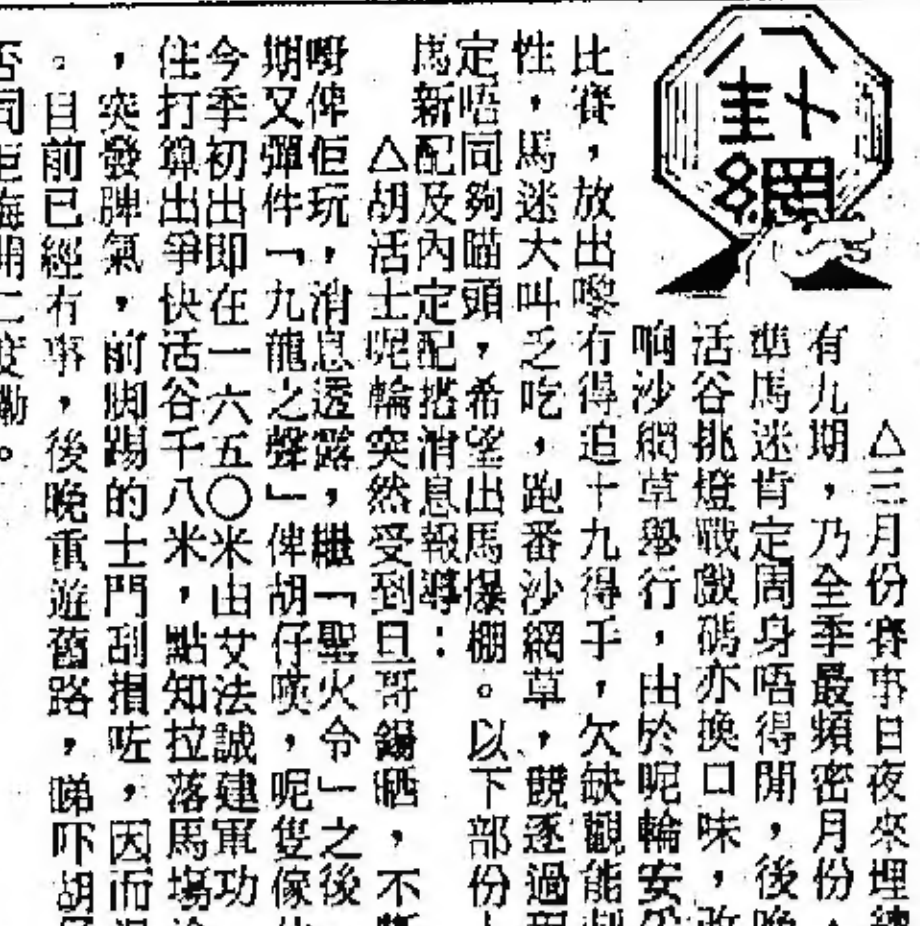 卦網
△三月份賽事日夜來埋
有九期，乃全季最頻密月份，
準馬迷肯定周身唔得閒，後晚
活谷挑燈戰戲碼亦換口味，改
响沙網草舉行，由於呢輪安
比賽，放出嚟有得追十九得手，欠缺觀能
性，馬迷大叫乏吃，跑番沙網草，競逐過程
定唔同夠瞄頭，希望出馬爆棚。以下部份
馬新配及內定配搭消息報導：
△胡活士呢輪突然受到旦哥錫晒，不
嘢俾佢玩，消息透露，繼「聖火令」之後
期又彈件「九龍之聲」俾胡仔嘆，呢隻傢
今季初出即在一六五〇米由女法誠建軍功
住打算出爭快活谷千八米，點知拉落馬場
，突發脾氣，前脚踢的士門刮損咗，因而
。目前已經冇事，後晚重遊舊路，睇吓胡
否同佢梅開二度嘞。